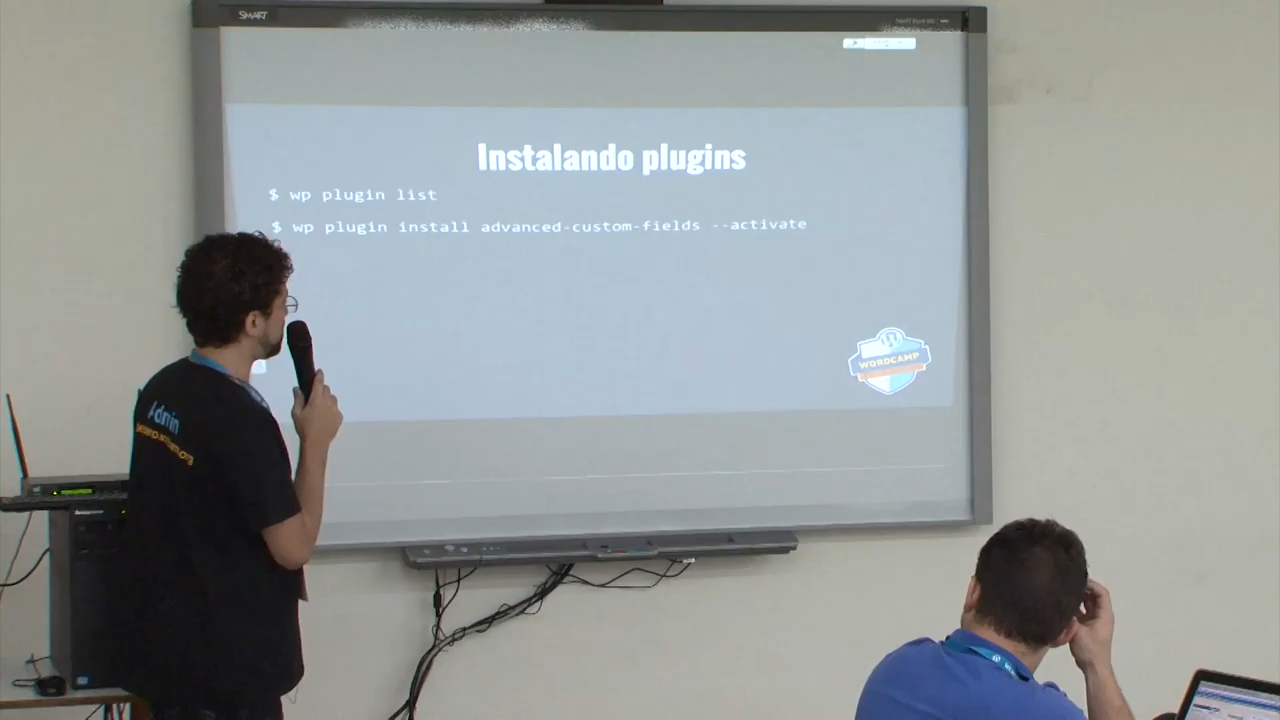 SMART
Instalando plugins
$ wp plugin list
$ wp plugin install advanced-custom-fields --activate
WORDCAMP
Admin